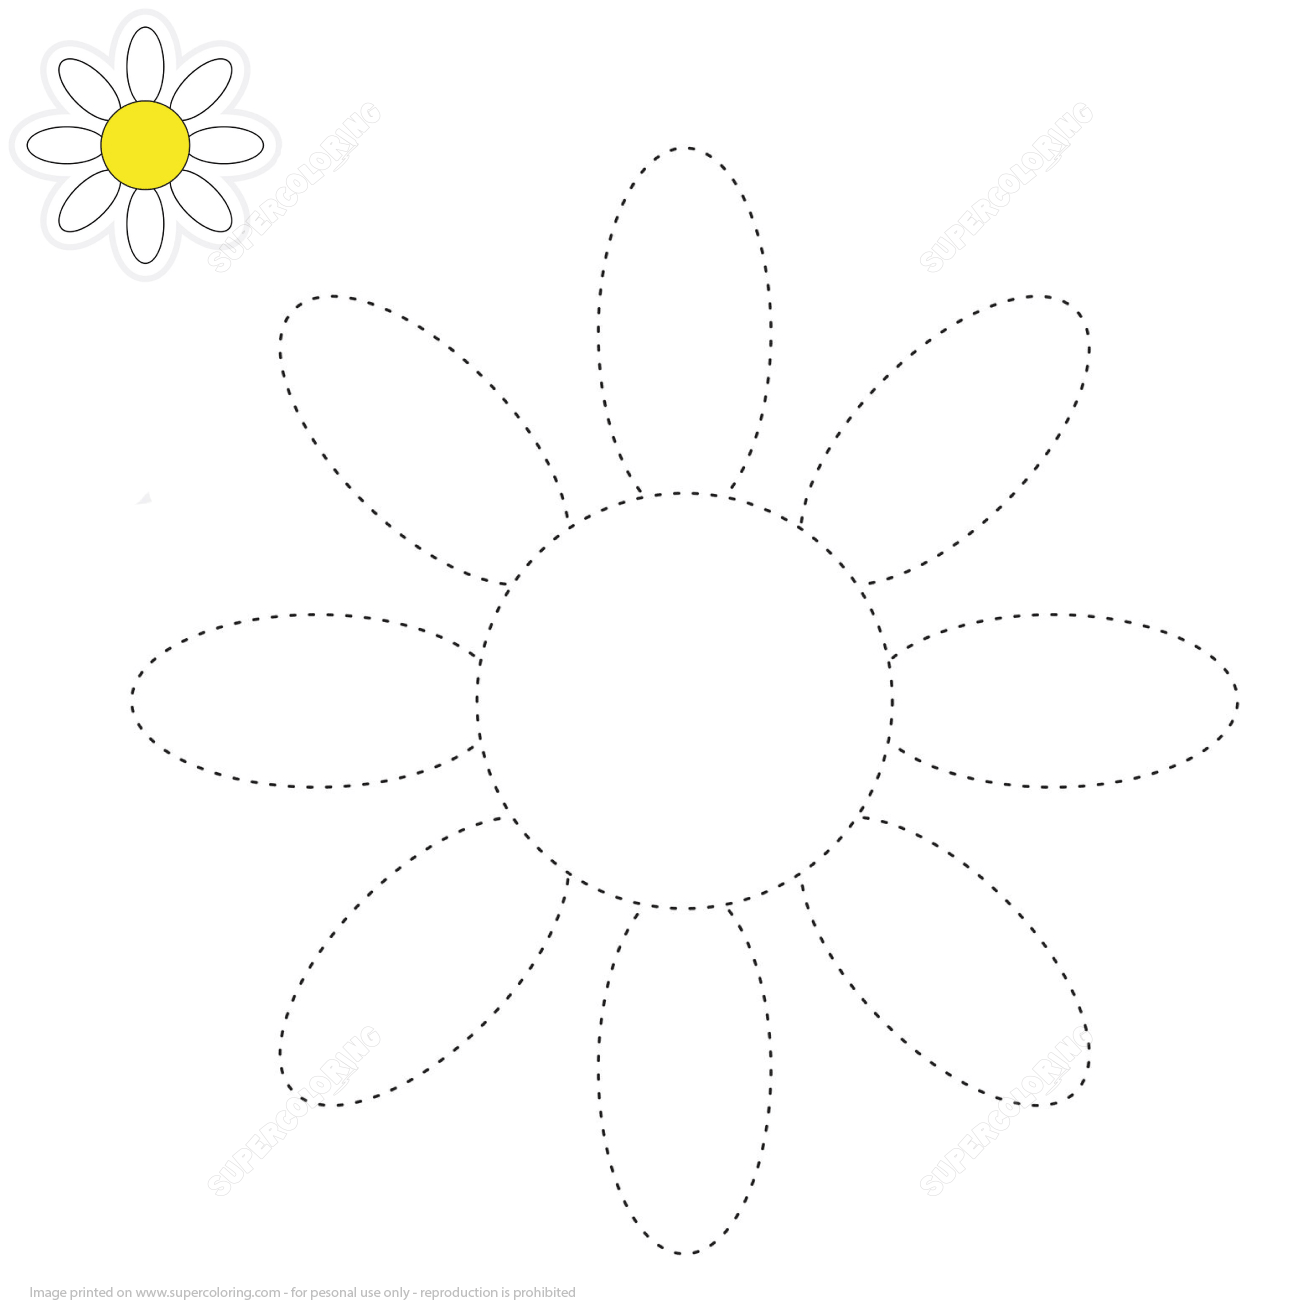 SUPERCOLORING
SUPERCOLORING
SUPERCOLORING
SUPERCOLORING
Image printed on www.supercoloring.com - for pesonal use only - reproduction is prohibited